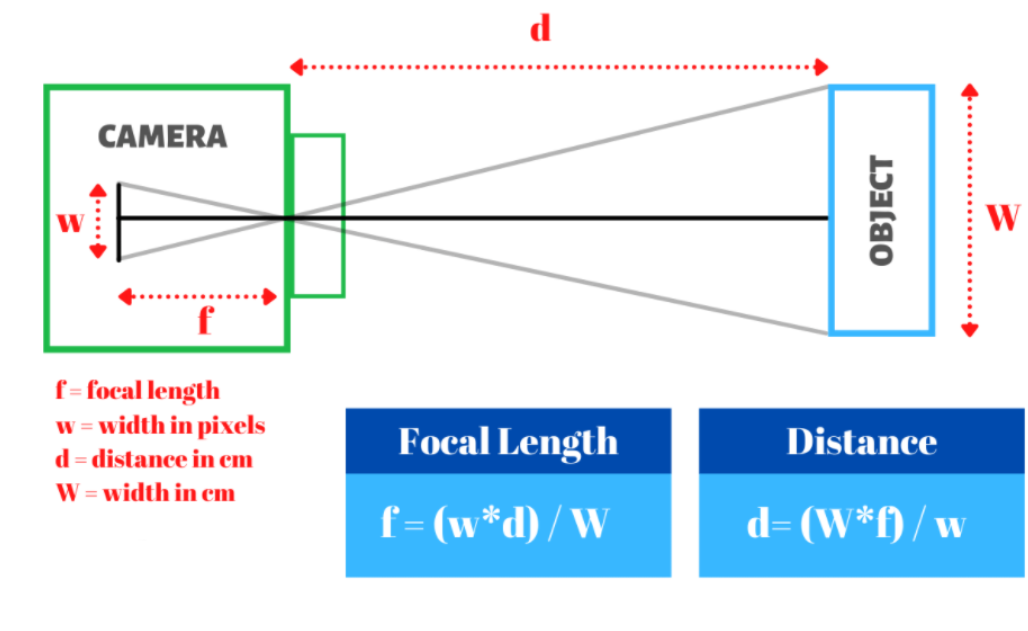 d
CAMERA
w
f
OBJECT
W
f = focal length
w = width in pixels
d = distance in cm
W = width in cm
Focal Length
f = (w*d) / W
Distance
d= (W*f) / w